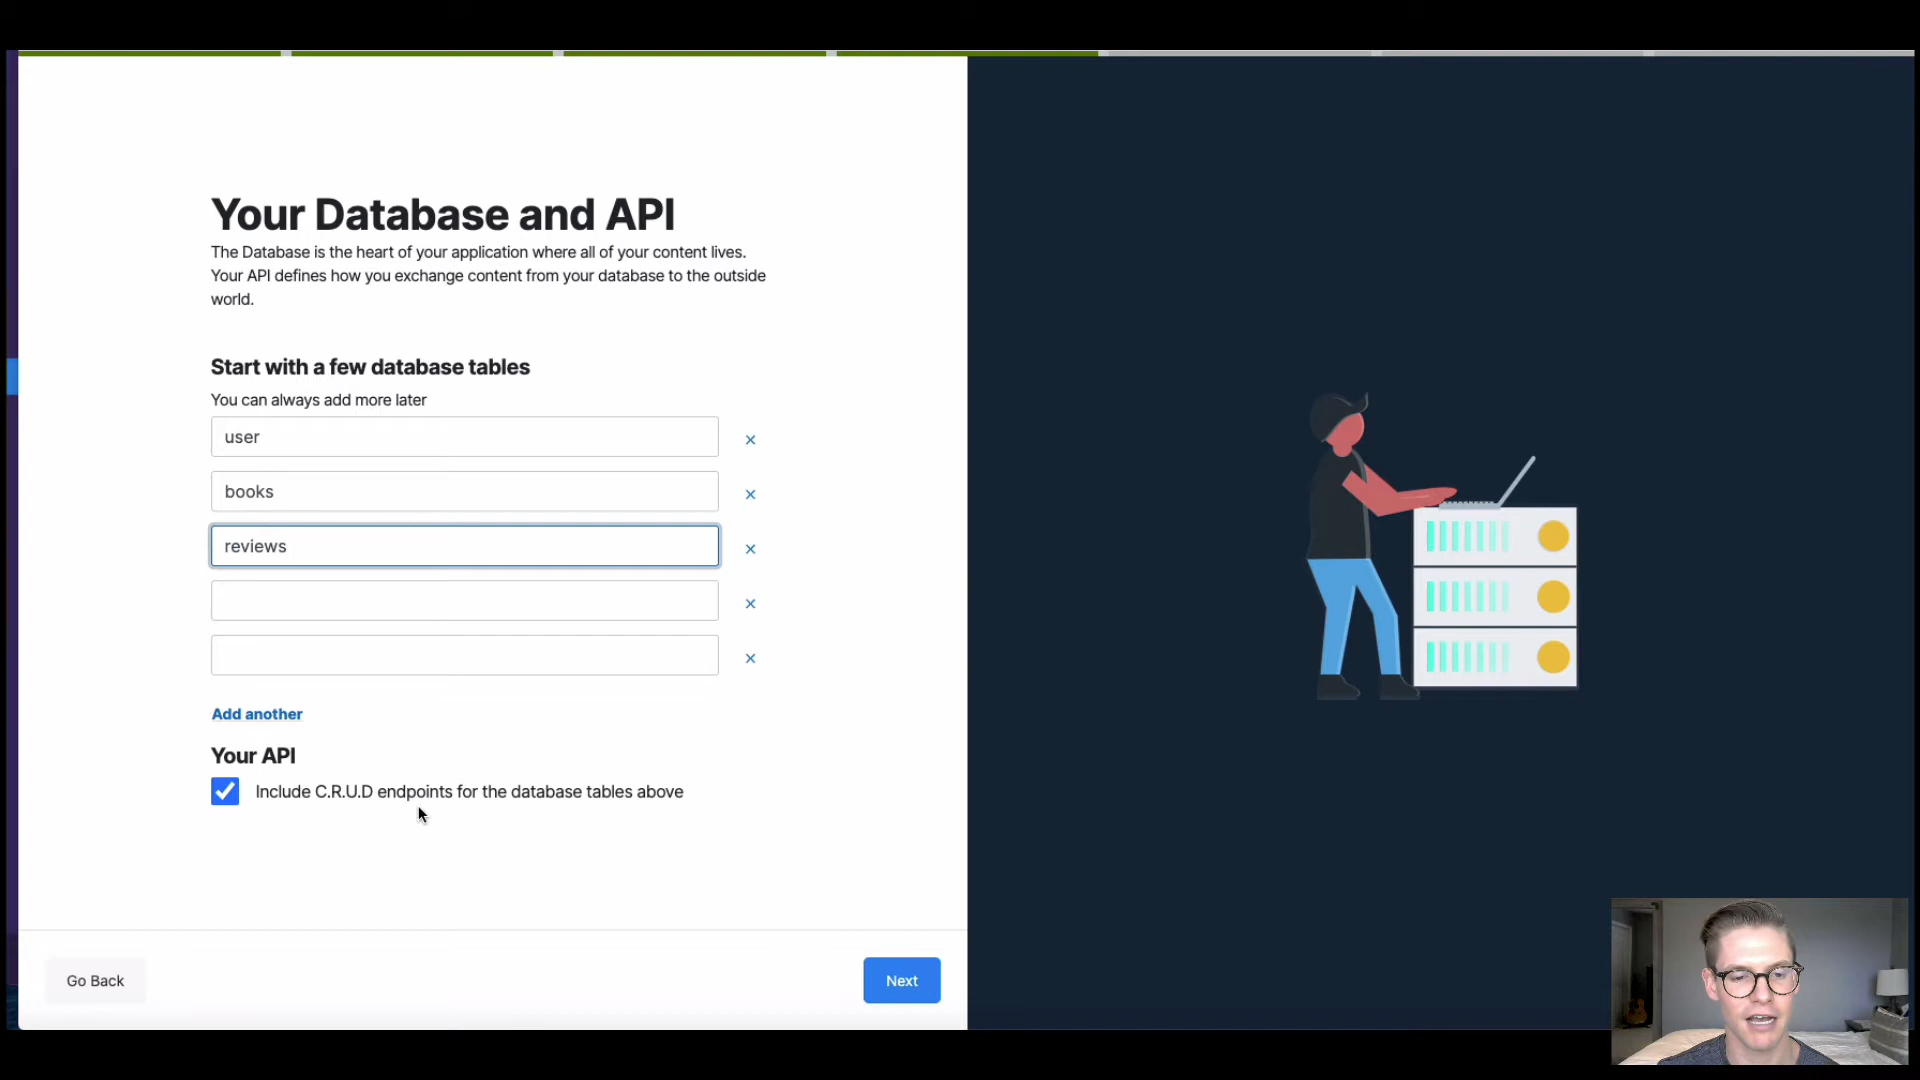 Your Database and API
The Database is the heart of your application where all of your content lives.
Your API defines how you exchange content from your database to the outside
world.
Start with a few database tables
You can always add more later
user
books
reviews
Add another
Your API
Include C.R.U.D endpoints for the database tables above
Go Back
Next